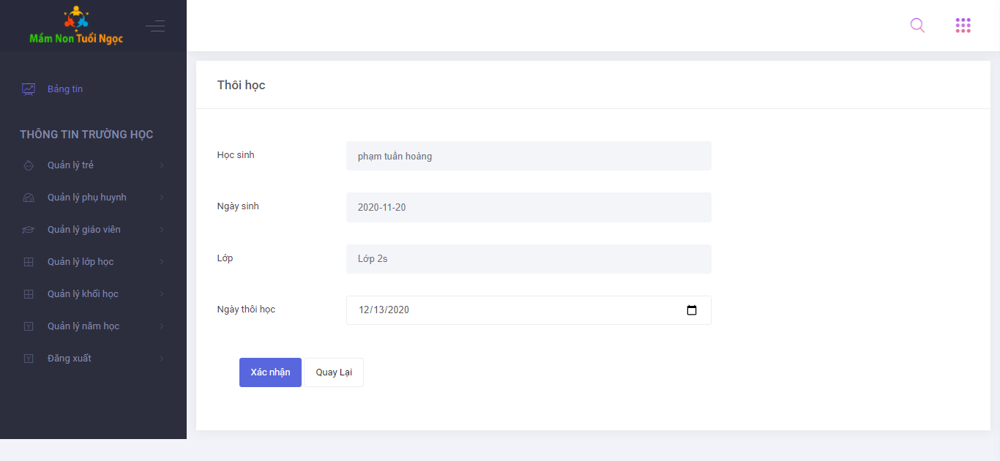 Mầm Non Tuổi Ngọc
Bảng tin
THÔNG TIN TRƯỜNG HỌC
Quản lý trẻ
Quản lý phụ huynh
Quản lý giáo viên
Quản lý lớp học
Quản lý khối học
Quản lý năm học
Đăng xuất
Thôi học
Học sinh
phạm tuấn hoàng
Ngày sinh
2020-11-20
Lớp
Lớp 2s
Ngày thôi học
12/13/2020
Xác nhận
Quay Lại